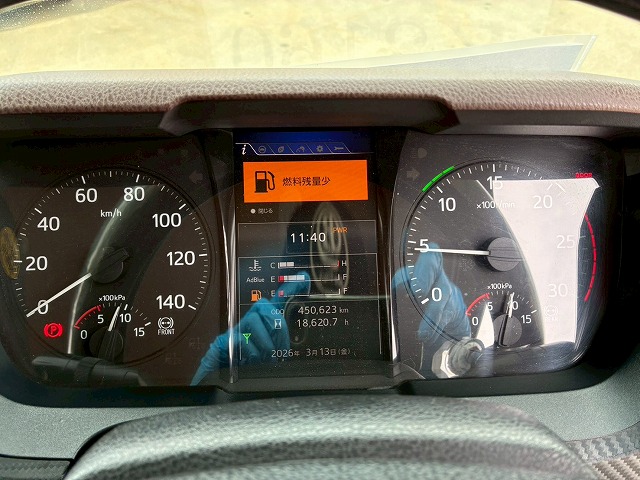 i
燃料残量少
閉じる
11:40 PWR
C H
AdBlue E F
E F
ODO 450,623 km
18,620.7 h
2026年 3月13日(金)
0 20 40 60 80 100 120 140
km/h
×100kPa
0 5 10 15
P
FRONT
0 5 10 15 20 25 30
×100r/min
×100kPa
0 5 10 15